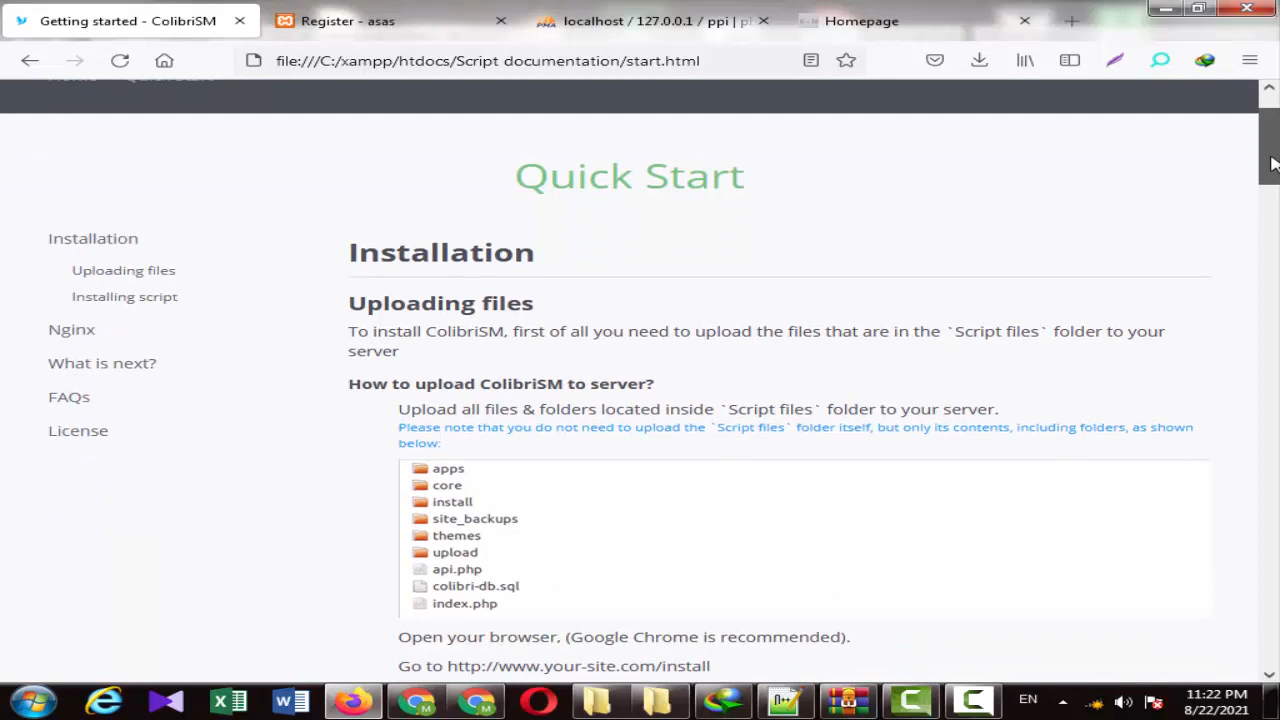 Getting started - ColibriSM
Register - asas
localhost / 127.0.0.1 / ppi | p
Homepage
file:///C:/xampp/htdocs/Script documentation/start.html
Quick Start
Installation
Uploading files
Installing script
Nginx
What is next?
FAQs
License
Installation
Uploading files
To install ColibriSM, first of all you need to upload the files that are in the `Script files` folder to your
server
How to upload ColibriSM to server?
Upload all files & folders located inside `Script files` folder to your server.
Please note that you do not need to upload the `Script files` folder itself, but only its contents, including folders, as shown
below:
apps
core
install
site_backups
themes
upload
api.php
colibri-db.sql
index.php
Open your browser, (Google Chrome is recommended).
Go to http://www.your-site.com/install
EN
11:22 PM
8/22/2021